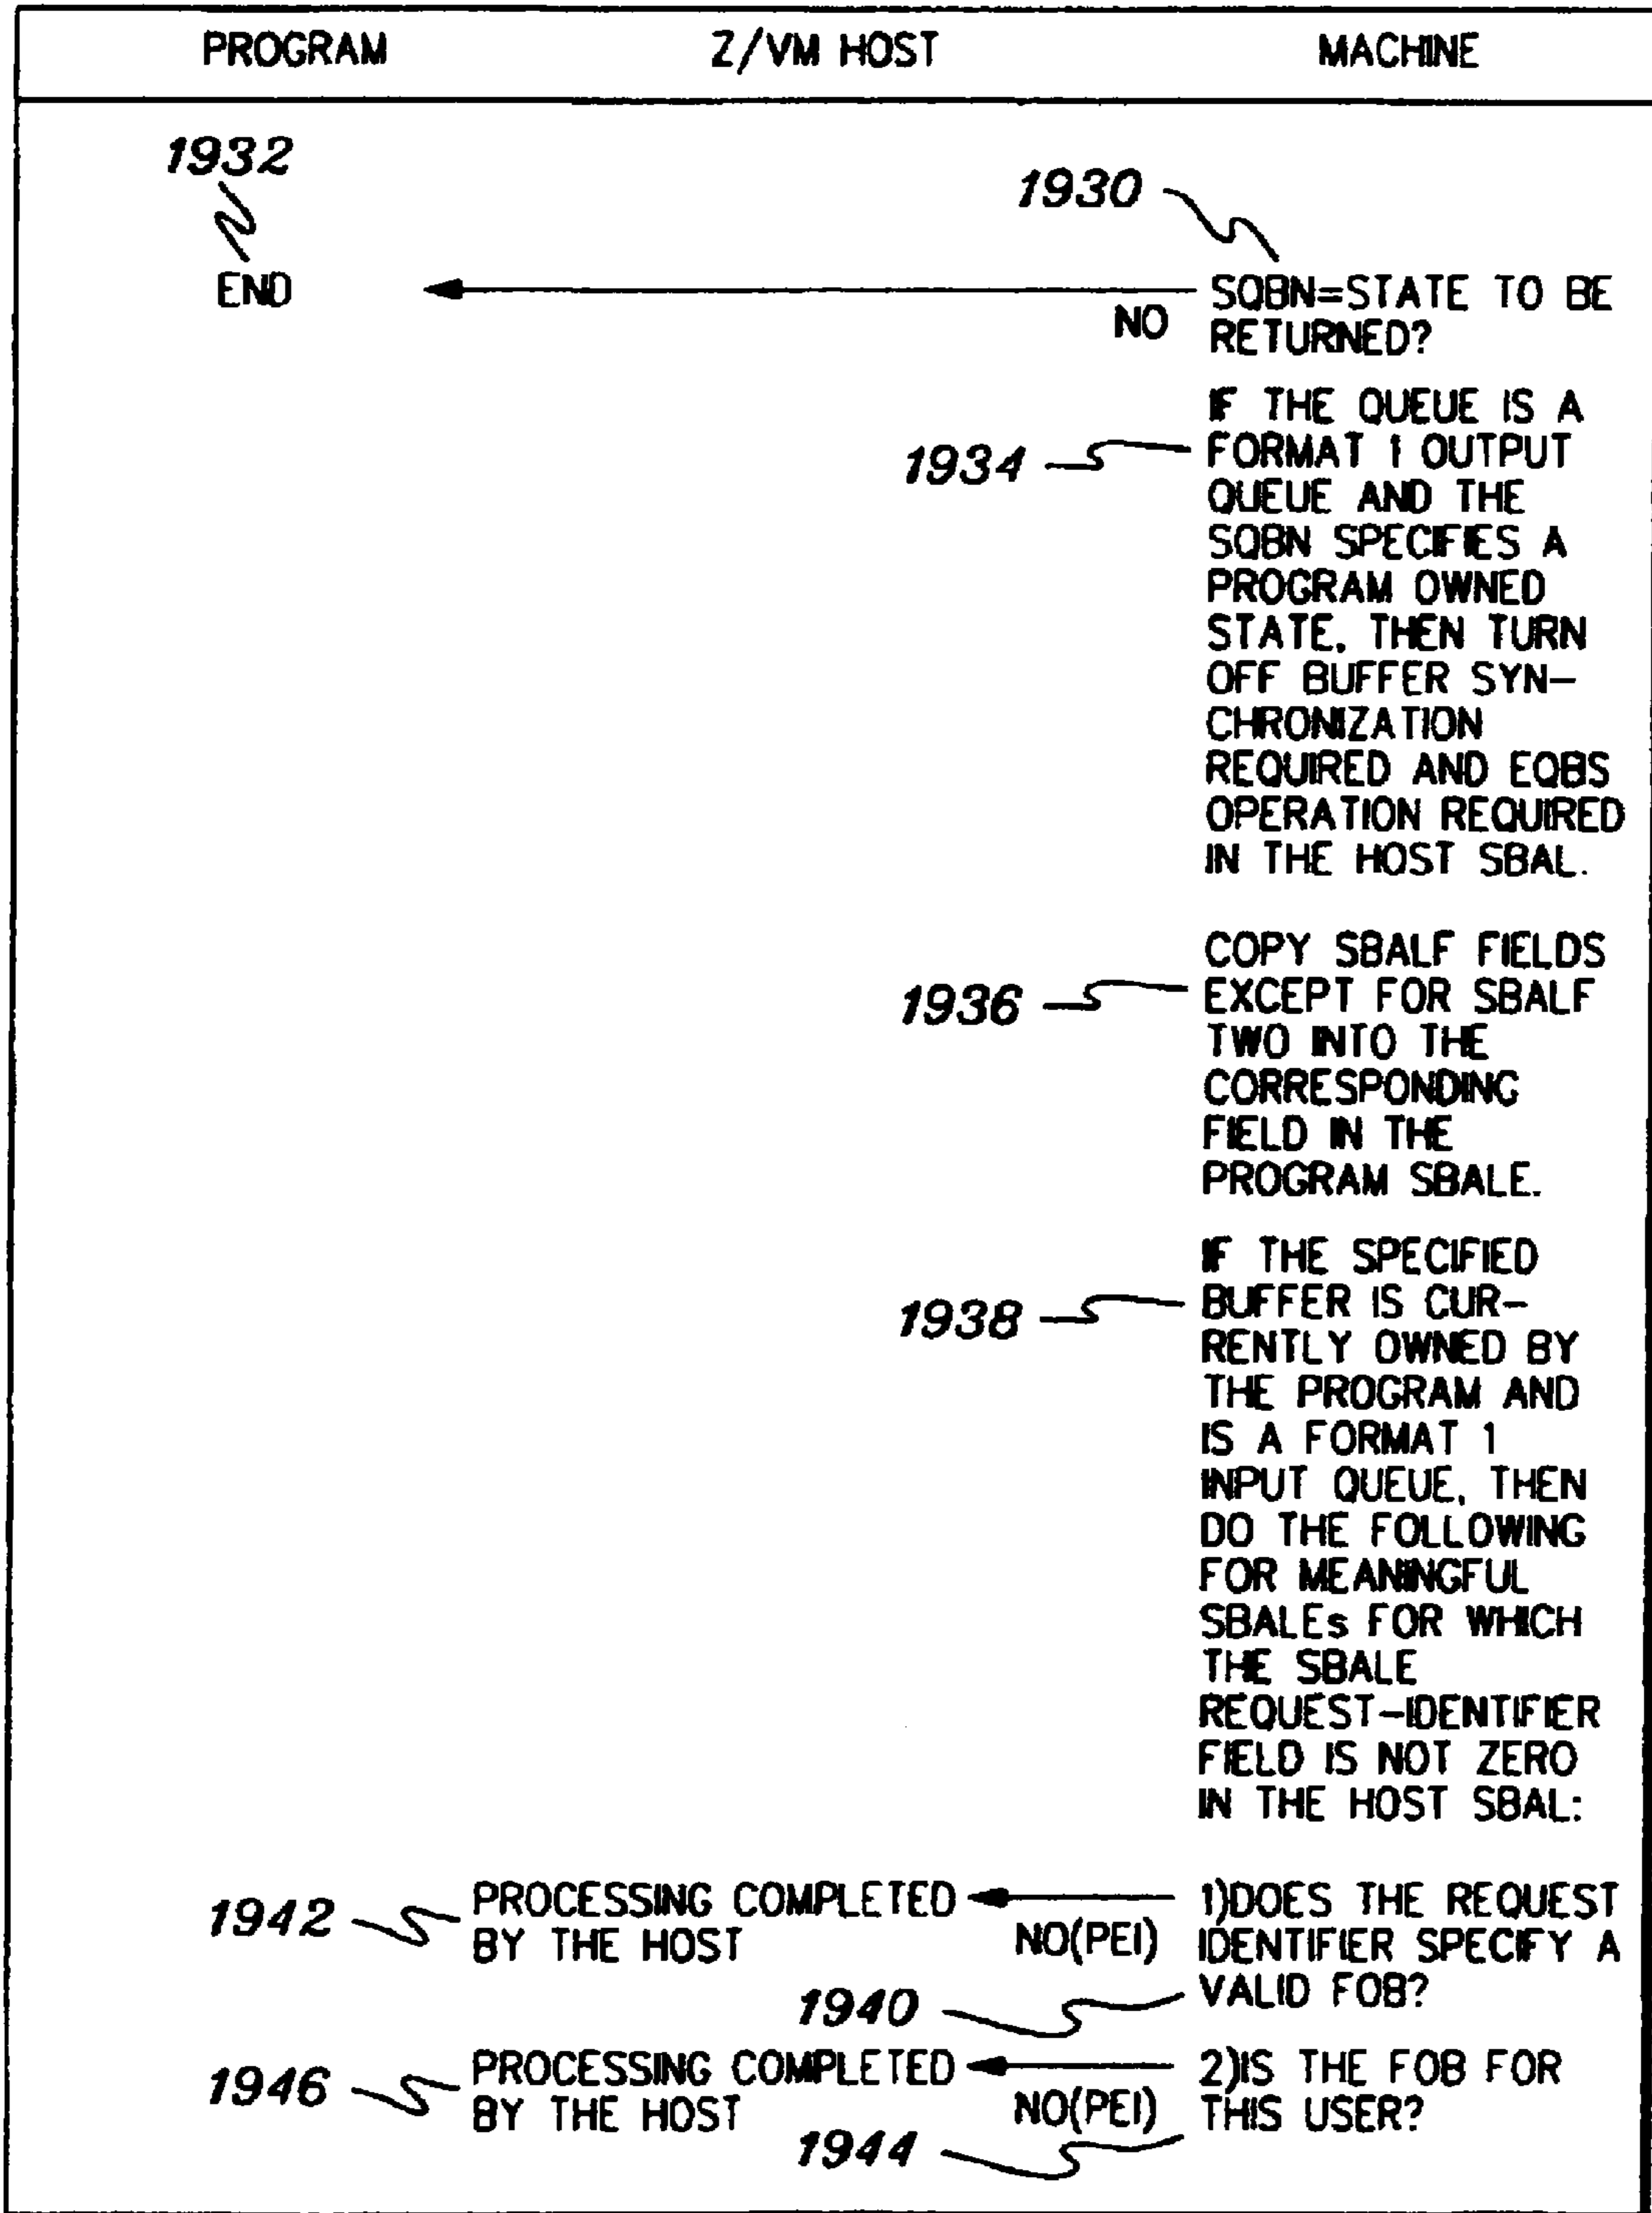 PROGRAM Z/VM HOST MACHINE
1932
1930
END
NO
SQBN=STATE TO BE
RETURNED?
1934
IF THE QUEUE IS A
FORMAT 1 OUTPUT
QUEUE AND THE
SQBN SPECIFIES A
PROGRAM OWNED
STATE, THEN TURN
OFF BUFFER SYN-
CHRONIZATION
REQUIRED AND EQBS
OPERATION REQUIRED
IN THE HOST SBAL.
1936
COPY SBALF FIELDS
EXCEPT FOR SBALF
TWO INTO THE
CORRESPONDING
FIELD IN THE
PROGRAM SBALE.
1938
IF THE SPECIFIED
BUFFER IS CUR-
RENTLY OWNED BY
THE PROGRAM AND
IS A FORMAT 1
INPUT QUEUE, THEN
DO THE FOLLOWING
FOR MEANINGFUL
SBALEs FOR WHICH
THE SBALE
REQUEST-IDENTIFIER
FIELD IS NOT ZERO
IN THE HOST SBAL:
1942
PROCESSING COMPLETED
BY THE HOST
NO(PEI)
1)DOES THE REQUEST
IDENTIFIER SPECIFY A
VALID FOB?
1940
1946
PROCESSING COMPLETED
BY THE HOST
NO(PEI)
2)IS THE FOB FOR
THIS USER?
1944